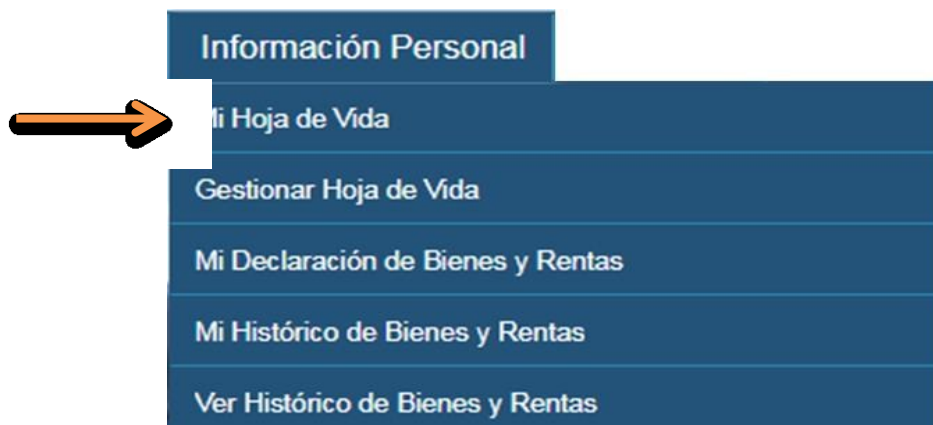 Información Personal
Mi Hoja de Vida
Gestionar Hoja de Vida
Mi Declaración de Bienes y Rentas
Mi Histórico de Bienes y Rentas
Ver Histórico de Bienes y Rentas